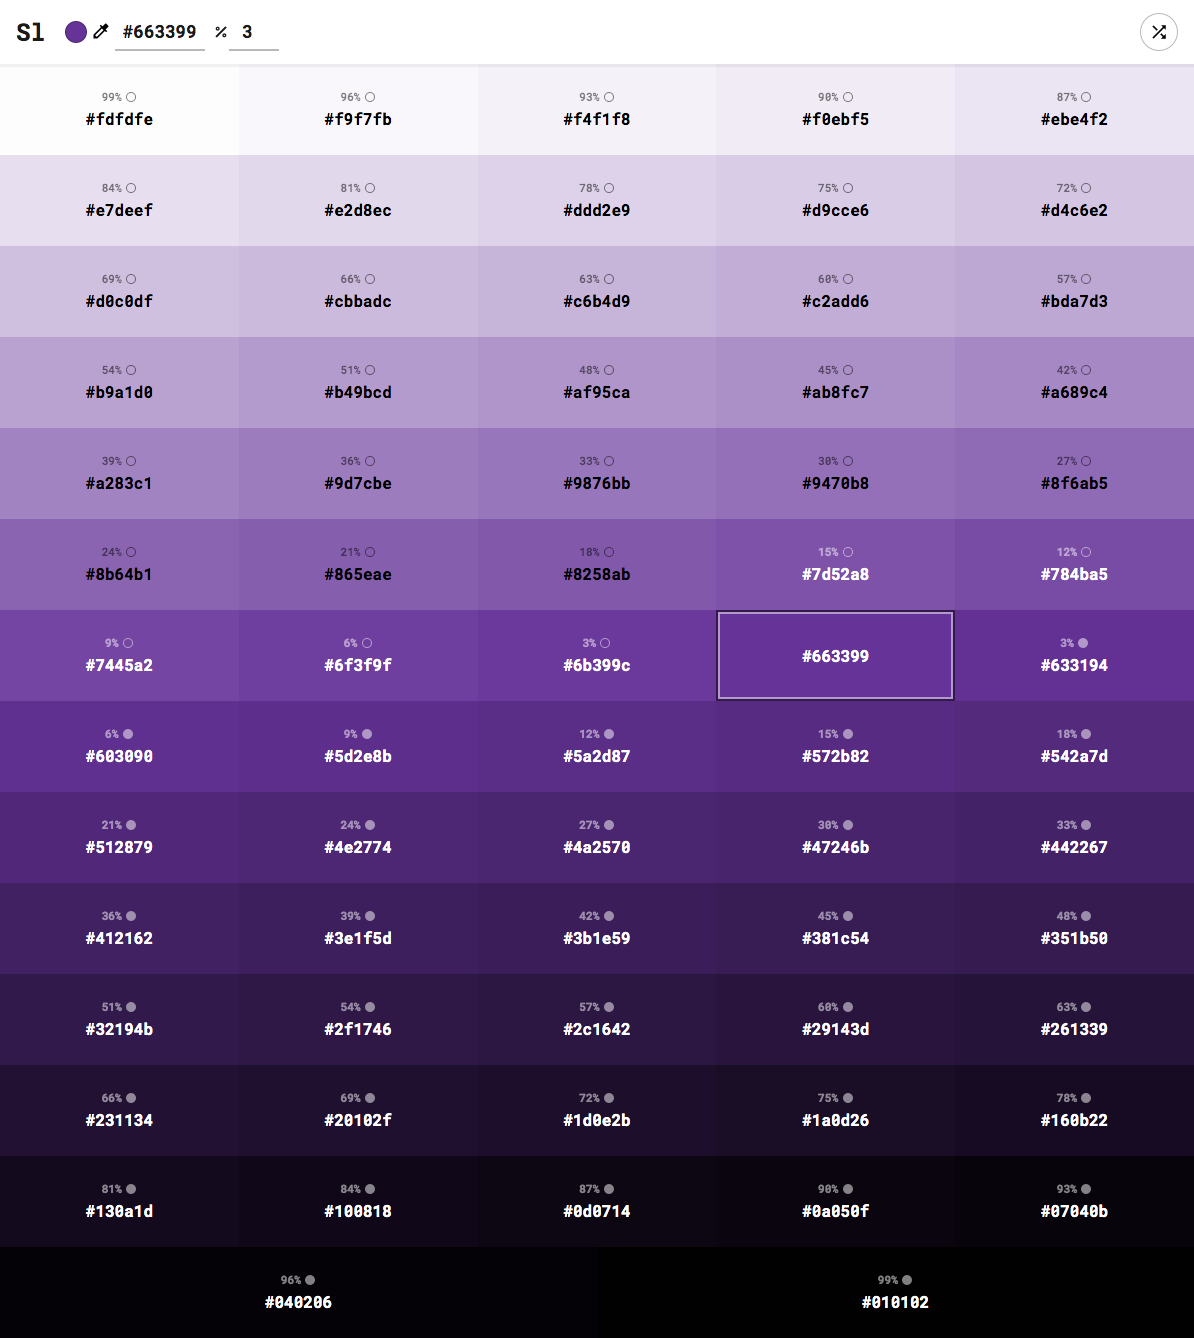 Sl #663399 % 3
99% 96% 93% 90% 87%
#fdfdfe #f9f7fb #f4f1f8 #f0ebf5 #ebe4f2
84% 81% 78% 75% 72%
#e7deef #e2d8ec #ddd2e9 #d9cce6 #d4c6e2
69% 66% 63% 60% 57%
#d0c0df #cbbadc #c6b4d9 #c2add6 #bda7d3
54% 51% 48% 45% 42%
#b9a1d0 #b49bcd #af95ca #ab8fc7 #a689c4
39% 36% 33% 30% 27%
#a283c1 #9d7cbe #9876bb #9470b8 #8f6ab5
24% 21% 18% 15% 12%
#8b64b1 #865eae #8258ab #7d52a8 #784ba5
9% 6% 3% 3%
#7445a2 #6f3f9f #6b399c #663399 #633194
6% 9% 12% 15% 18%
#603090 #5d2e8b #5a2d87 #572b82 #542a7d
21% 24% 27% 30% 33%
#512879 #4e2774 #4a2570 #47246b #442267
36% 39% 42% 45% 48%
#412162 #3e1f5d #3b1e59 #381c54 #351b50
51% 54% 57% 60% 63%
#32194b #2f1746 #2c1642 #29143d #261339
66% 69% 72% 75% 78%
#231134 #20102f #1d0e2b #1a0d26 #160b22
81% 84% 87% 90% 93%
#130a1d #100818 #0d0714 #0a050f #07040b
96% 99%
#040206 #010102